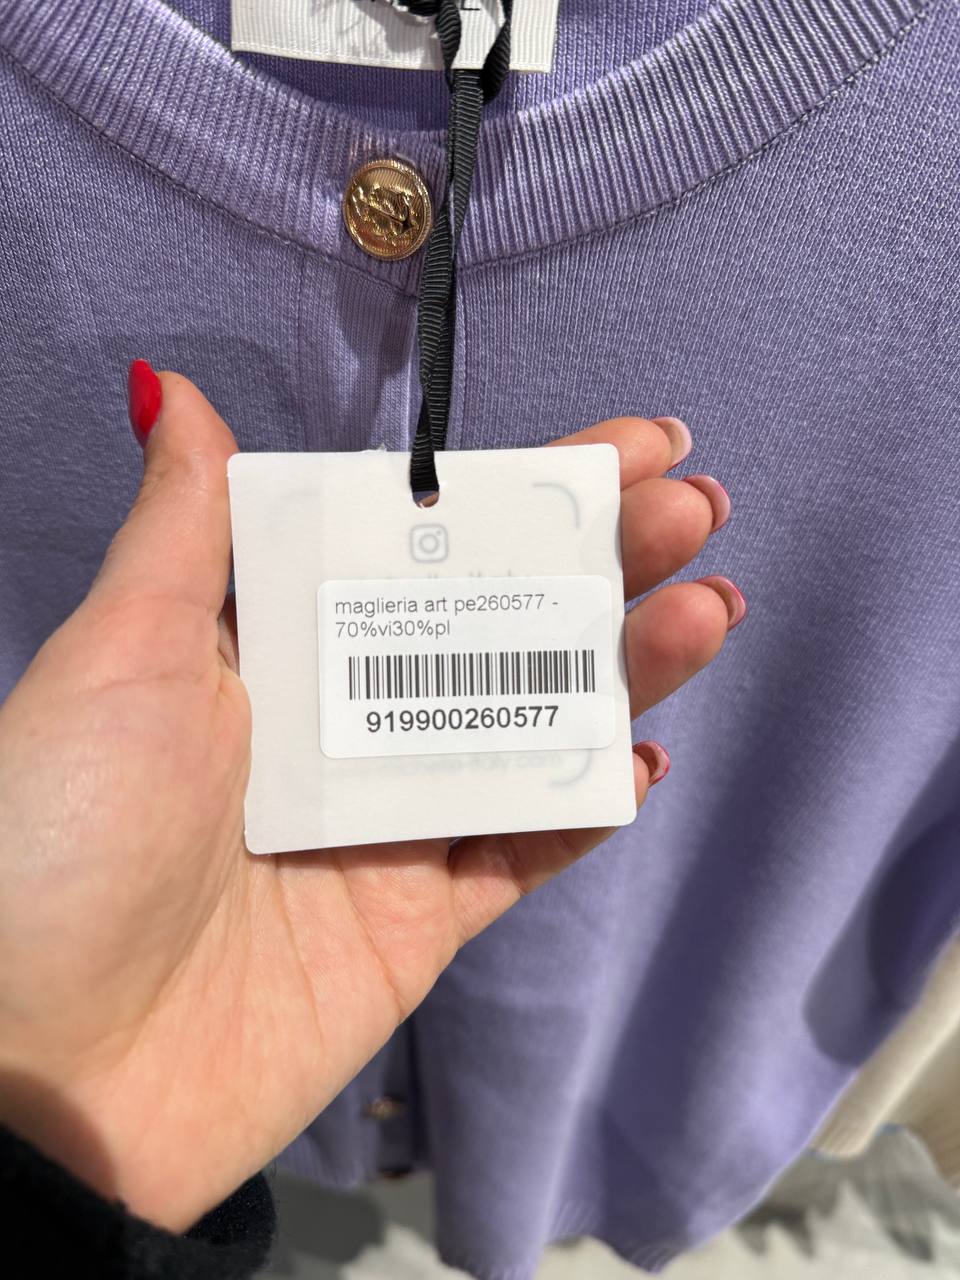 maglieria art pe260577 -
70%vi30%pl
919900260577